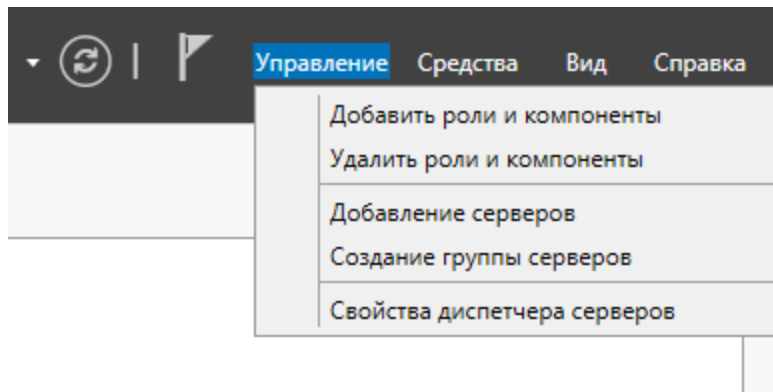 Управление Средства Вид Справка
Добавить роли и компоненты
Удалить роли и компоненты
Добавление серверов
Создание группы серверов
Свойства диспетчера серверов